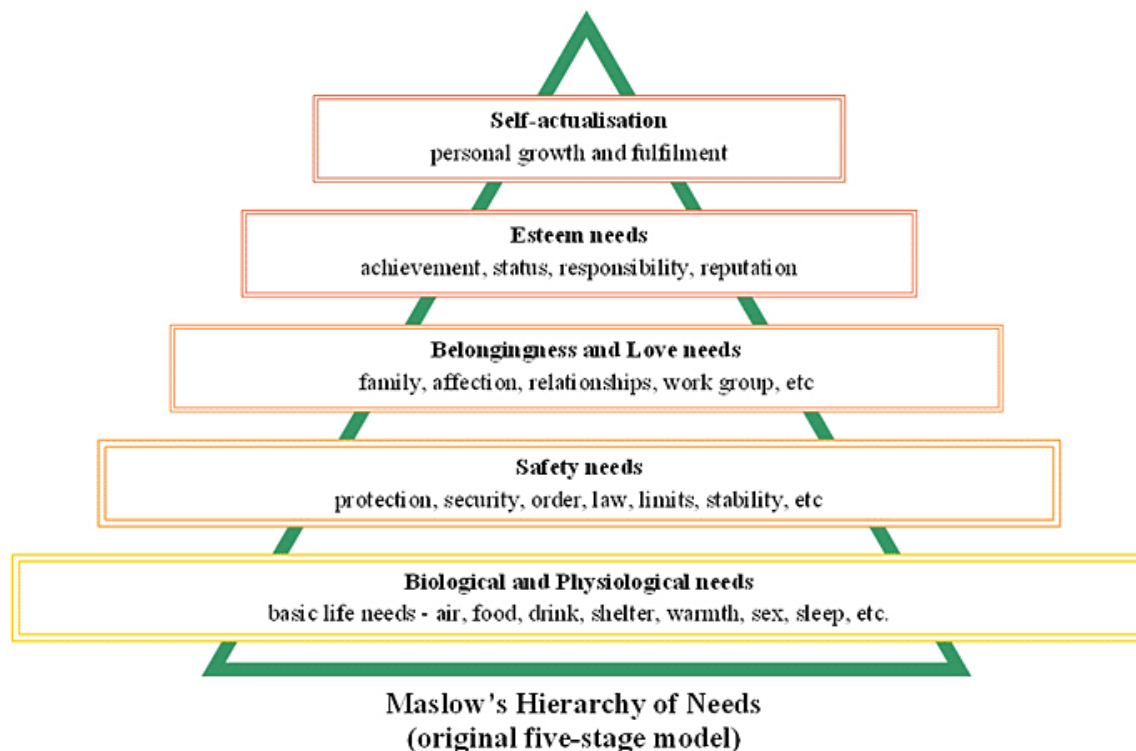 Self-actualisation
personal growth and fulfilment
Esteem needs
achievement, status, responsibility, reputation
Belongingness and Love needs
family, affection, relationships, work group, etc
Safety needs
protection, security, order, law, limits, stability, etc
Biological and Physiological needs
basic life needs - air, food, drink, shelter, warmth, sex, sleep, etc.
Maslow's Hierarchy of Needs
(original five-stage model)